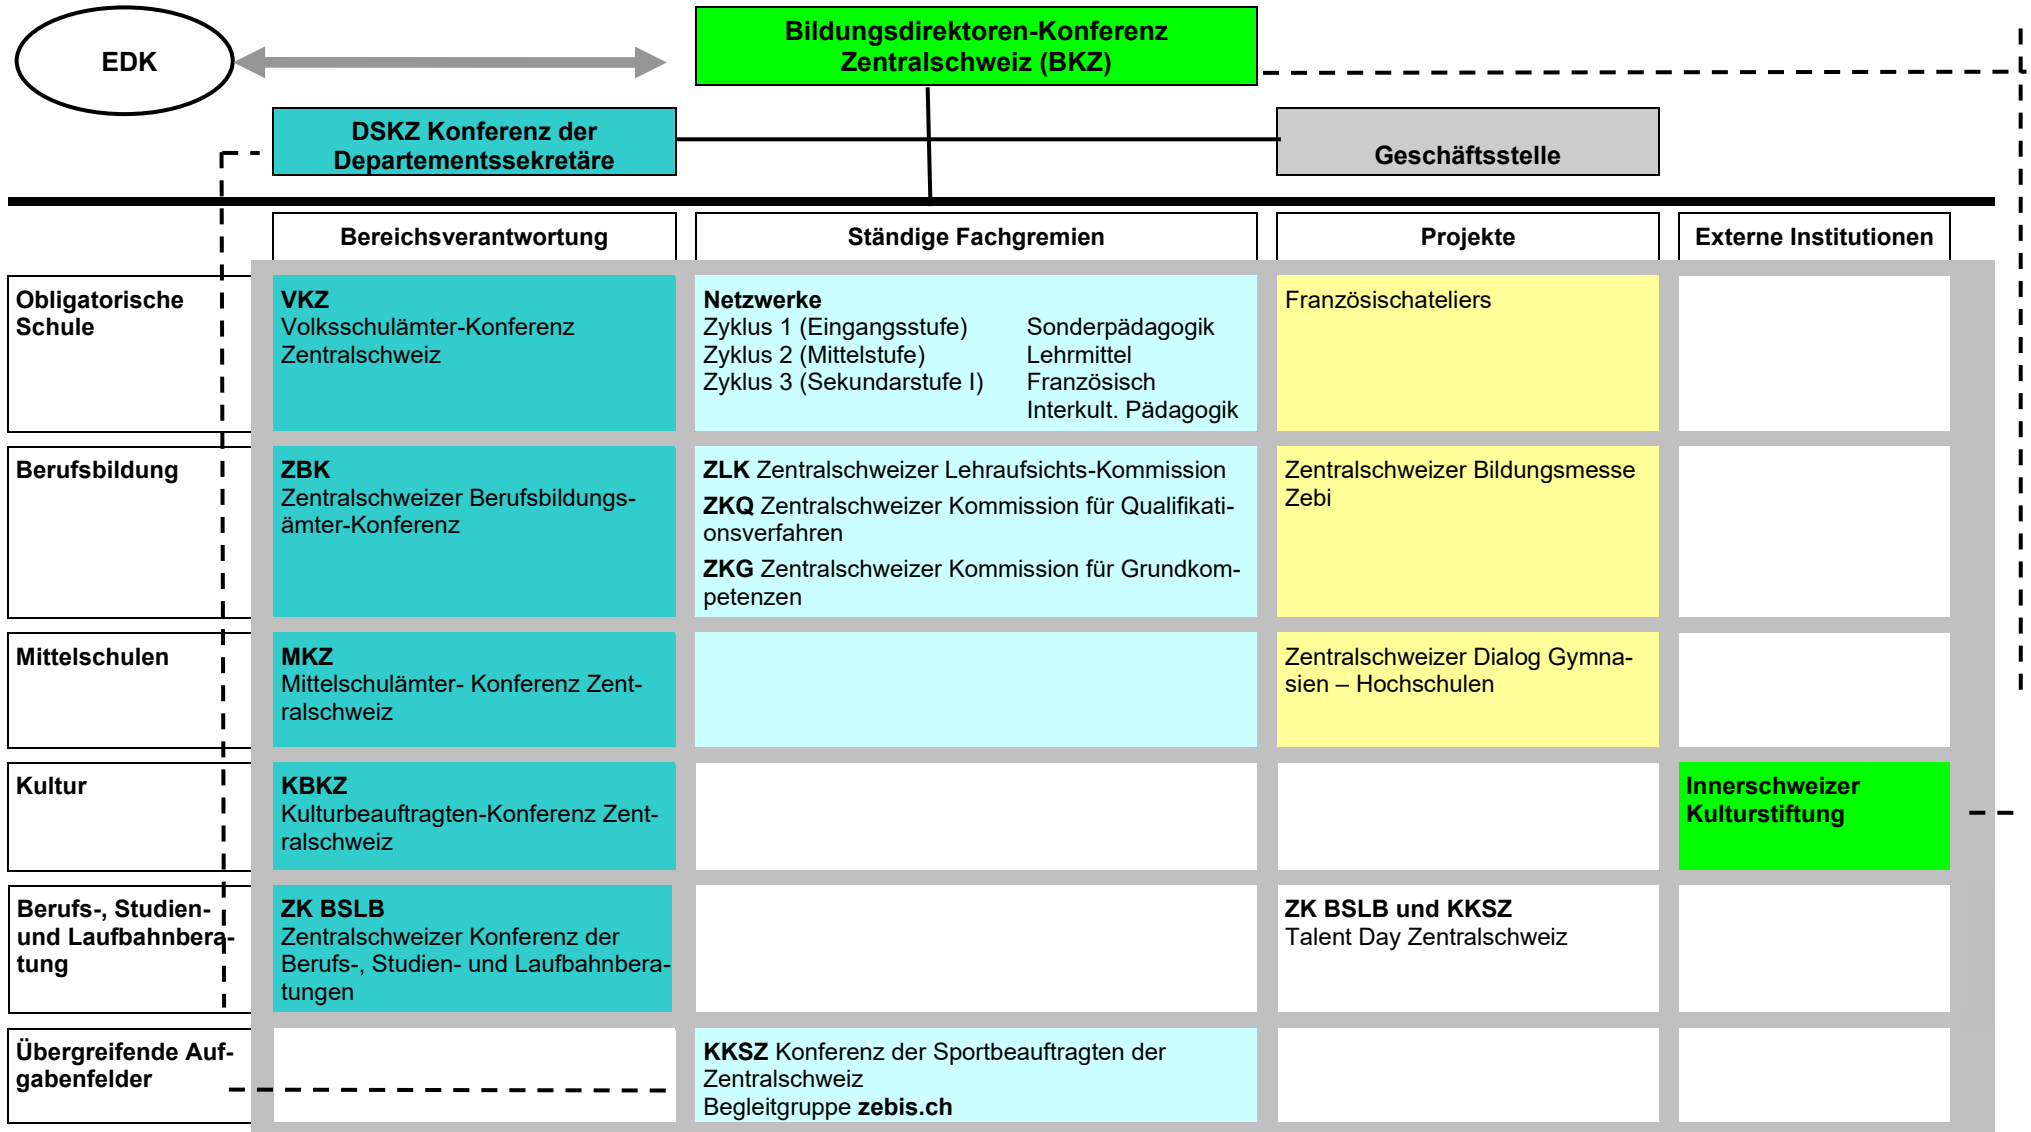 EDK
Bildungsdirektoren-Konferenz
Zentralschweiz (BKZ)
DSKZ Konferenz der
Departementssekretäre
Geschäftsstelle
Bereichsverantwortung
Ständige Fachgremien
Projekte
Externe Institutionen
Obligatorische
Schule
VKZ
Volksschulämter-Konferenz
Zentralschweiz
Netzwerke
Zyklus 1 (Eingangsstufe)
Zyklus 2 (Mittelstufe)
Zyklus 3 (Sekundarstufe I)
Sonderpädagogik
Lehrmittel
Französisch
Interkult. Pädagogik
Französischateliers
Berufsbildung
ZBK
Zentralschweizer Berufsbildungs-
ämter-Konferenz
ZLK Zentralschweizer Lehraufsichts-Kommission
ZKQ Zentralschweizer Kommission für Qualifikati-
onsverfahren
ZKG Zentralschweizer Kommission für Grundkom-
petenzen
Zentralschweizer Bildungsmesse
Zebi
Mittelschulen
MKZ
Mittelschulämter- Konferenz Zent-
ralschweiz
Zentralschweizer Dialog Gymna-
sien – Hochschulen
Kultur
KBKZ
Kulturbeauftragten-Konferenz Zent-
ralschweiz
Innerschweizer
Kulturstiftung
Berufs-, Studien-
und Laufbahnbera-
tung
ZK BSLB
Zentralschweizer Konferenz der
Berufs-, Studien- und Laufbahnbera-
tungen
ZK BSLB und KKSZ
Talent Day Zentralschweiz
Übergreifende Auf-
gabenfelder
KKSZ Konferenz der Sportbeauftragten der
Zentralschweiz
Begleitgruppe zebis.ch